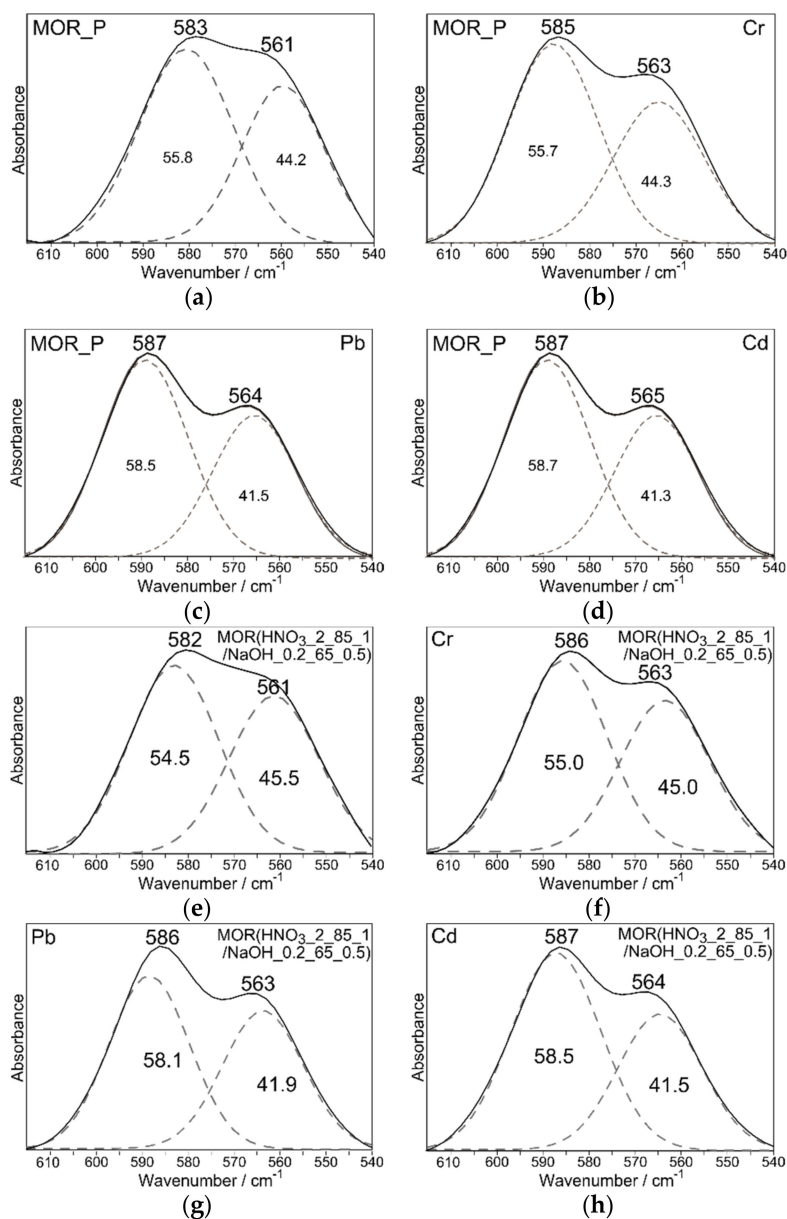 MOR_P
583
561
Absorbance
55.8
44.2
610 600 590 580 570 560 550 540
Wavenumber / cm-1
(a)
MOR_P
585
Cr
563
Absorbance
55.7
44.3
610 600 590 580 570 560 550 540
Wavenumber / cm-1
(b)
MOR_P
587
Pb
564
Absorbance
58.5
41.5
610 600 590 580 570 560 550 540
Wavenumber / cm-1
(c)
MOR_P
587
Cd
565
Absorbance
58.7
41.3
610 600 590 580 570 560 550 540
Wavenumber / cm-1
(d)
582
MOR(HNO3_2_85_1
/NaOH_0.2_65_0.5)
561
Absorbance
54.5
45.5
610 600 590 580 570 560 550 540
Wavenumber / cm-1
(e)
Cr
586
MOR(HNO3_2_85_1
/NaOH_0.2_65_0.5)
563
Absorbance
55.0
45.0
610 600 590 580 570 560 550 540
Wavenumber / cm-1
(f)
Pb
586
MOR(HNO3_2_85_1
/NaOH_0.2_65_0.5)
563
Absorbance
58.1
41.9
610 600 590 580 570 560 550 540
Wavenumber / cm-1
(g)
Cd
587
MOR(HNO3_2_85_1
/NaOH_0.2_65_0.5)
564
Absorbance
58.5
41.5
610 600 590 580 570 560 550 540
Wavenumber / cm-1
(h)